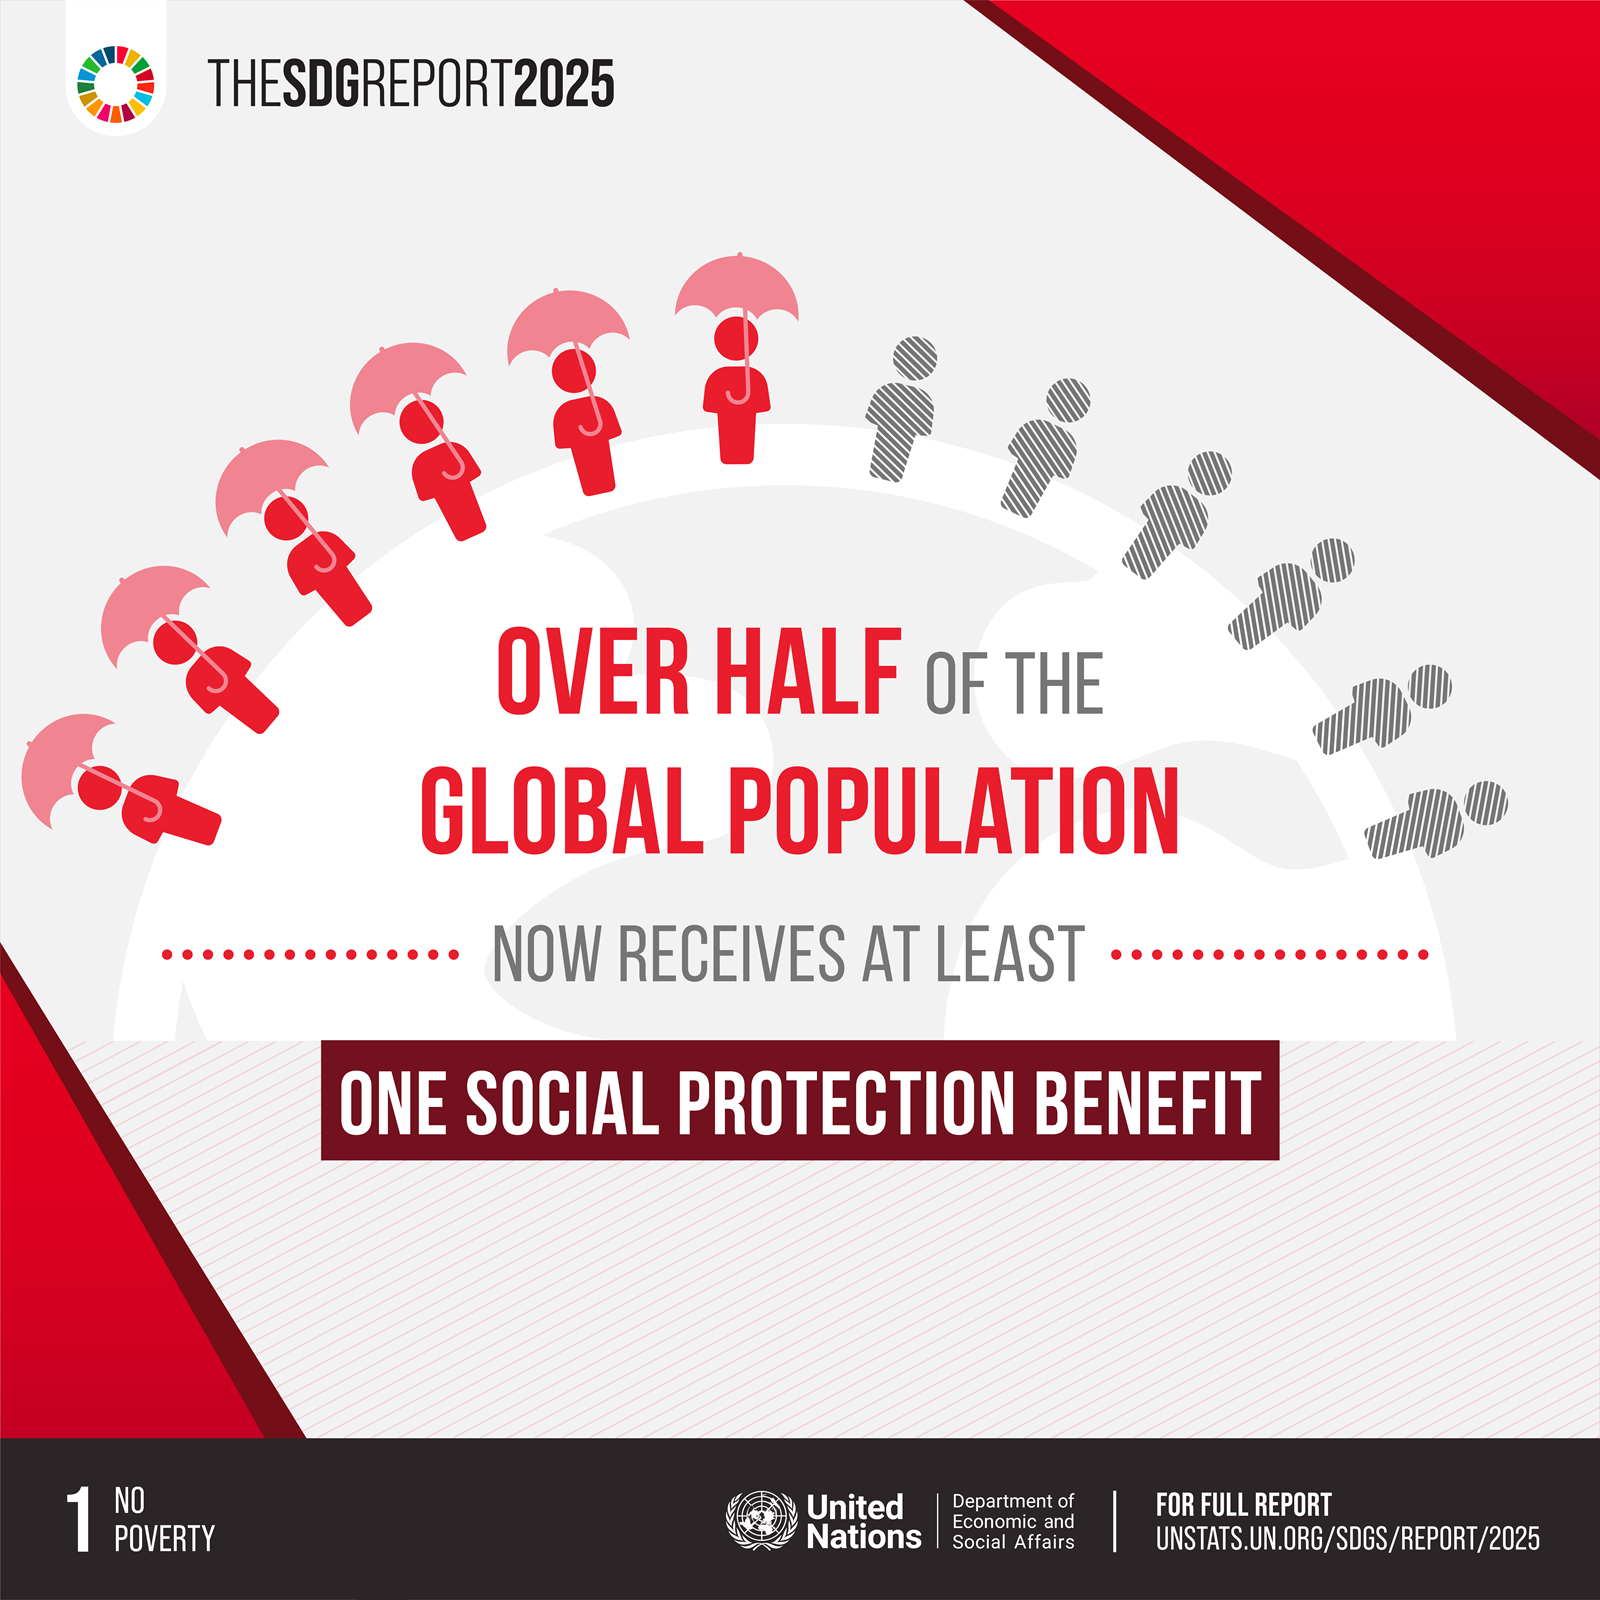 THESDGREPORT2025
OVER HALF OF THE
GLOBAL POPULATION
NOW RECEIVES AT LEAST
ONE SOCIAL PROTECTION BENEFIT
1 NO
POVERTY
United
Nations
Department of
Economic and
Social Affairs
FOR FULL REPORT
UNSTATS.UN.ORG/SDGS/REPORT/2025